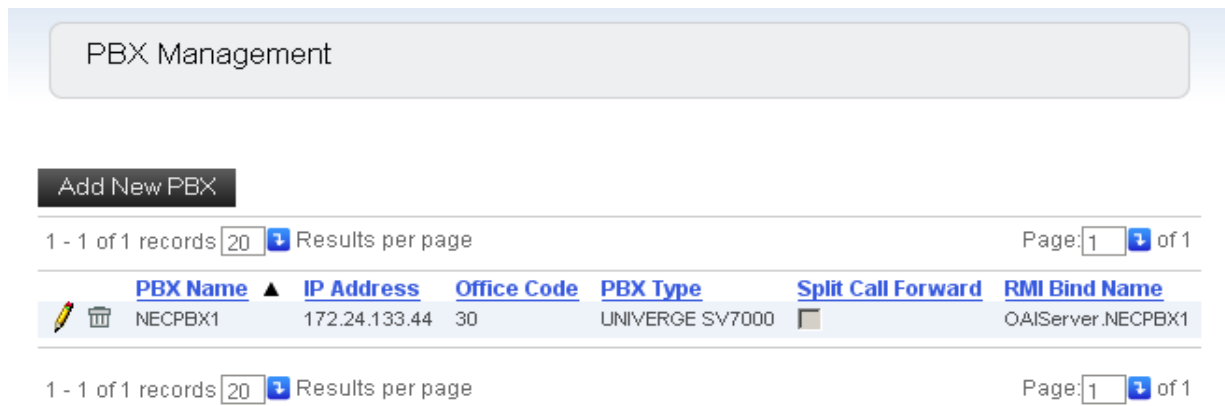 PBX Management
Add New PBX
1 - 1 of 1 records 20 Results per page Page: 1 of 1
PBX Name ▲ IP Address Office Code PBX Type Split Call Forward RMI Bind Name
NECPBX1 172.24.133.44 30 UNIVERGE SV7000 OAIServer.NECPBX1
1 - 1 of 1 records 20 Results per page Page: 1 of 1